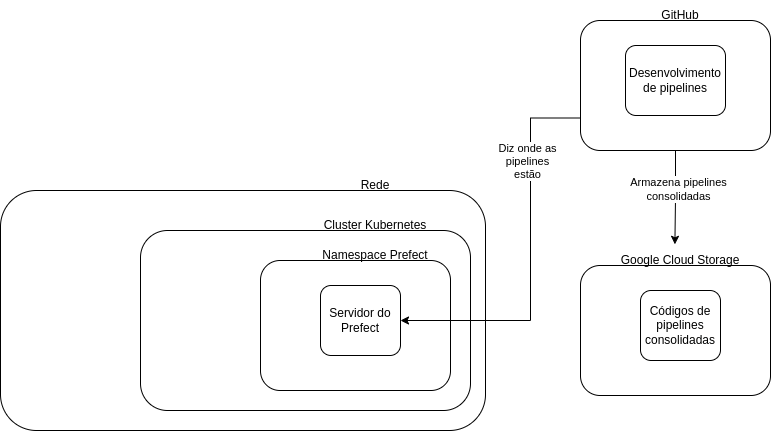 GitHub
Desenvolvimento
de pipelines
Diz onde as
pipelines
estão
Armazena pipelines
consolidadas
Rede
Cluster Kubernetes
Namespace Prefect
Servidor do
Prefect
Google Cloud Storage
Códigos de
pipelines
consolidadas